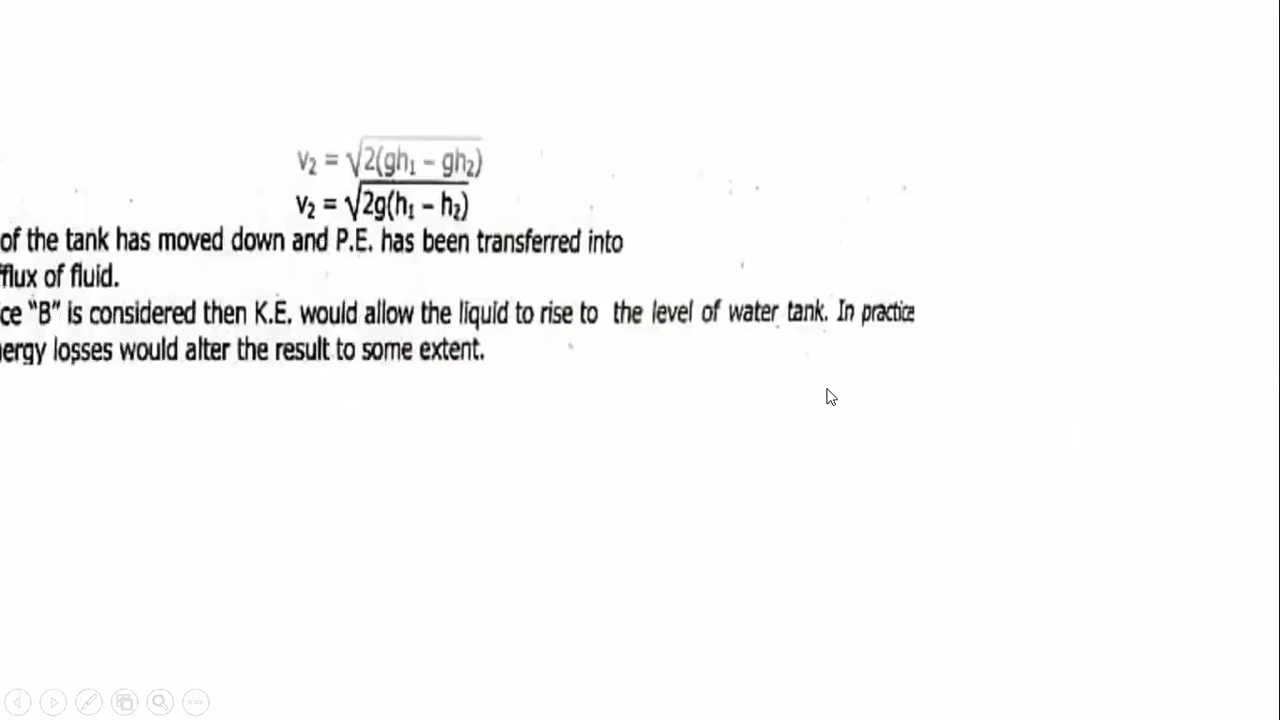 v₂ = √2(gh₁ – gh₂)
v₂ = √2g(h₁ – h₂)
of the tank has moved down and P.E. has been transferred into
flux of fluid.
ce “B” is considered then K.E. would allow the liquid to rise to the level of water tank. In practice
ergy losses would alter the result to some extent.